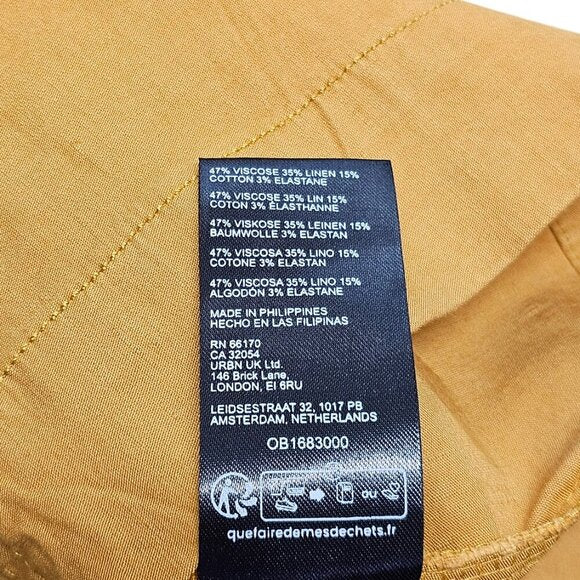 47% VISCOSE 35% LINEN 15%
COTTON 3% ELASTANE
47% VISCOSE 35% LIN 15%
COTON 3% ELASTHANNE
47% VISKOSE 35% LEINEN 15%
BAUMWOLLE 3% ELASTAN
47% VISCOSA 35% LINO 15%
COTONE 3% ELASTAN
47% VISCOSA 35% LINO 15%
ALGODÓN 3% ELASTANE
MADE IN PHILIPPINES
HECHO EN LAS FILIPINAS
RN 66170
CA 32054
URBN UK Ltd.
146 Brick Lane,
LONDON, EI 6RU
LEIDSESTRAAT 32, 1017 PB
AMSTERDAM, NETHERLANDS
OB1683000
ou
quefairedemesdechets.fr